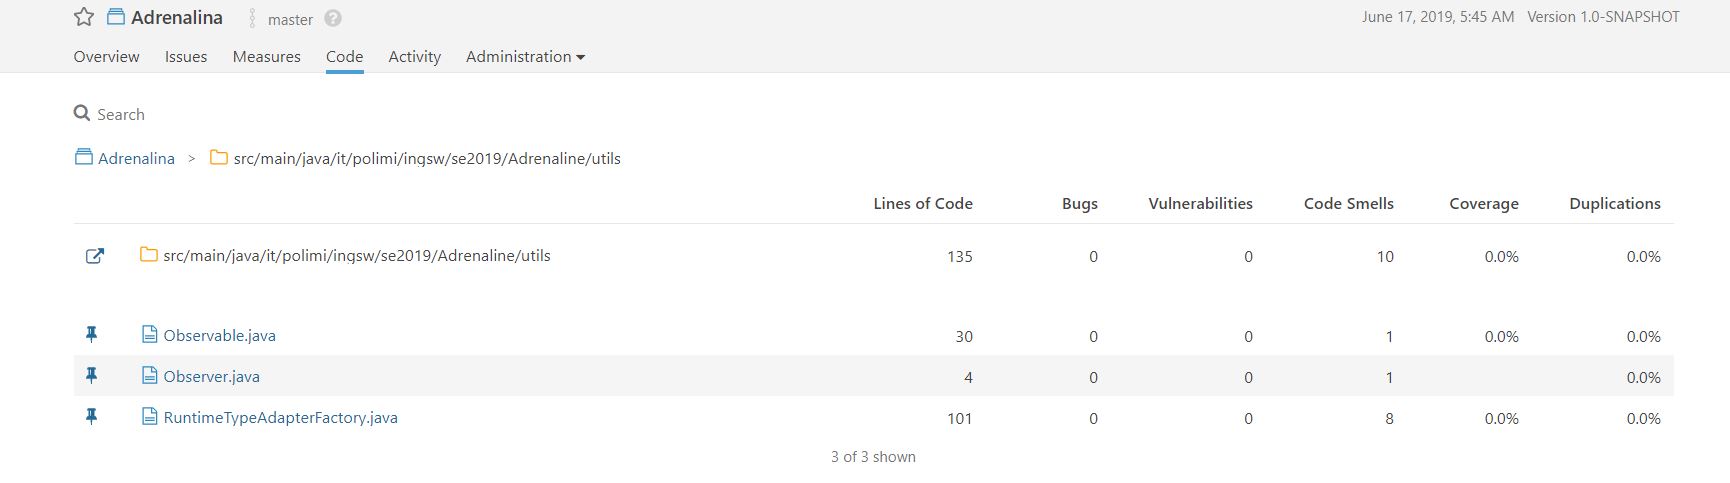 Adrenalina master ? June 17, 2019, 5:45 AM Version 1.0-SNAPSHOT
Overview Issues Measures Code Activity Administration
Search
Adrenalina > src/main/java/it/polimi/ingsw/se2019/Adrenaline/utils
Lines of Code Bugs Vulnerabilities Code Smells Coverage Duplications
src/main/java/it/polimi/ingsw/se2019/Adrenaline/utils 135 0 0 10 0.0% 0.0%
Observable.java 30 0 0 1 0.0% 0.0%
Observer.java 4 0 0 1 0.0%
RuntimeTypeAdapterFactory.java 101 0 0 8 0.0% 0.0%
3 of 3 shown